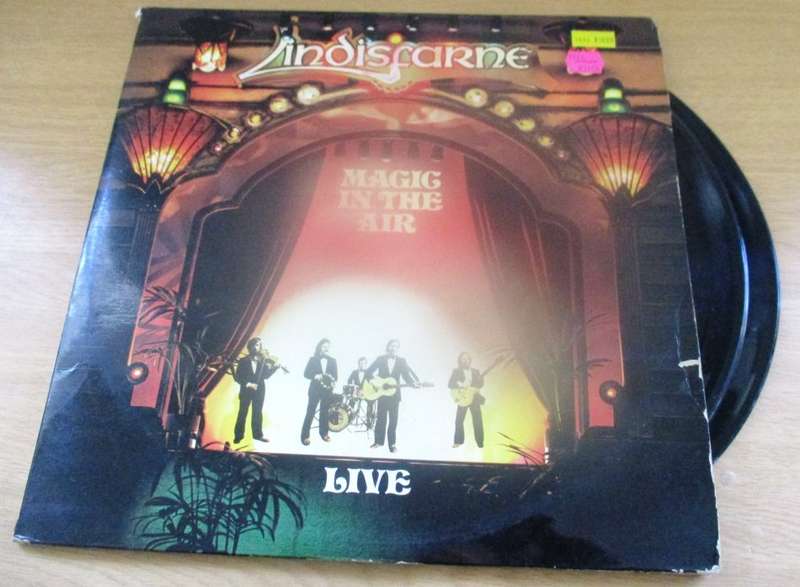 Lindisfarne
MAGIC
IN THE
AIR
LIVE